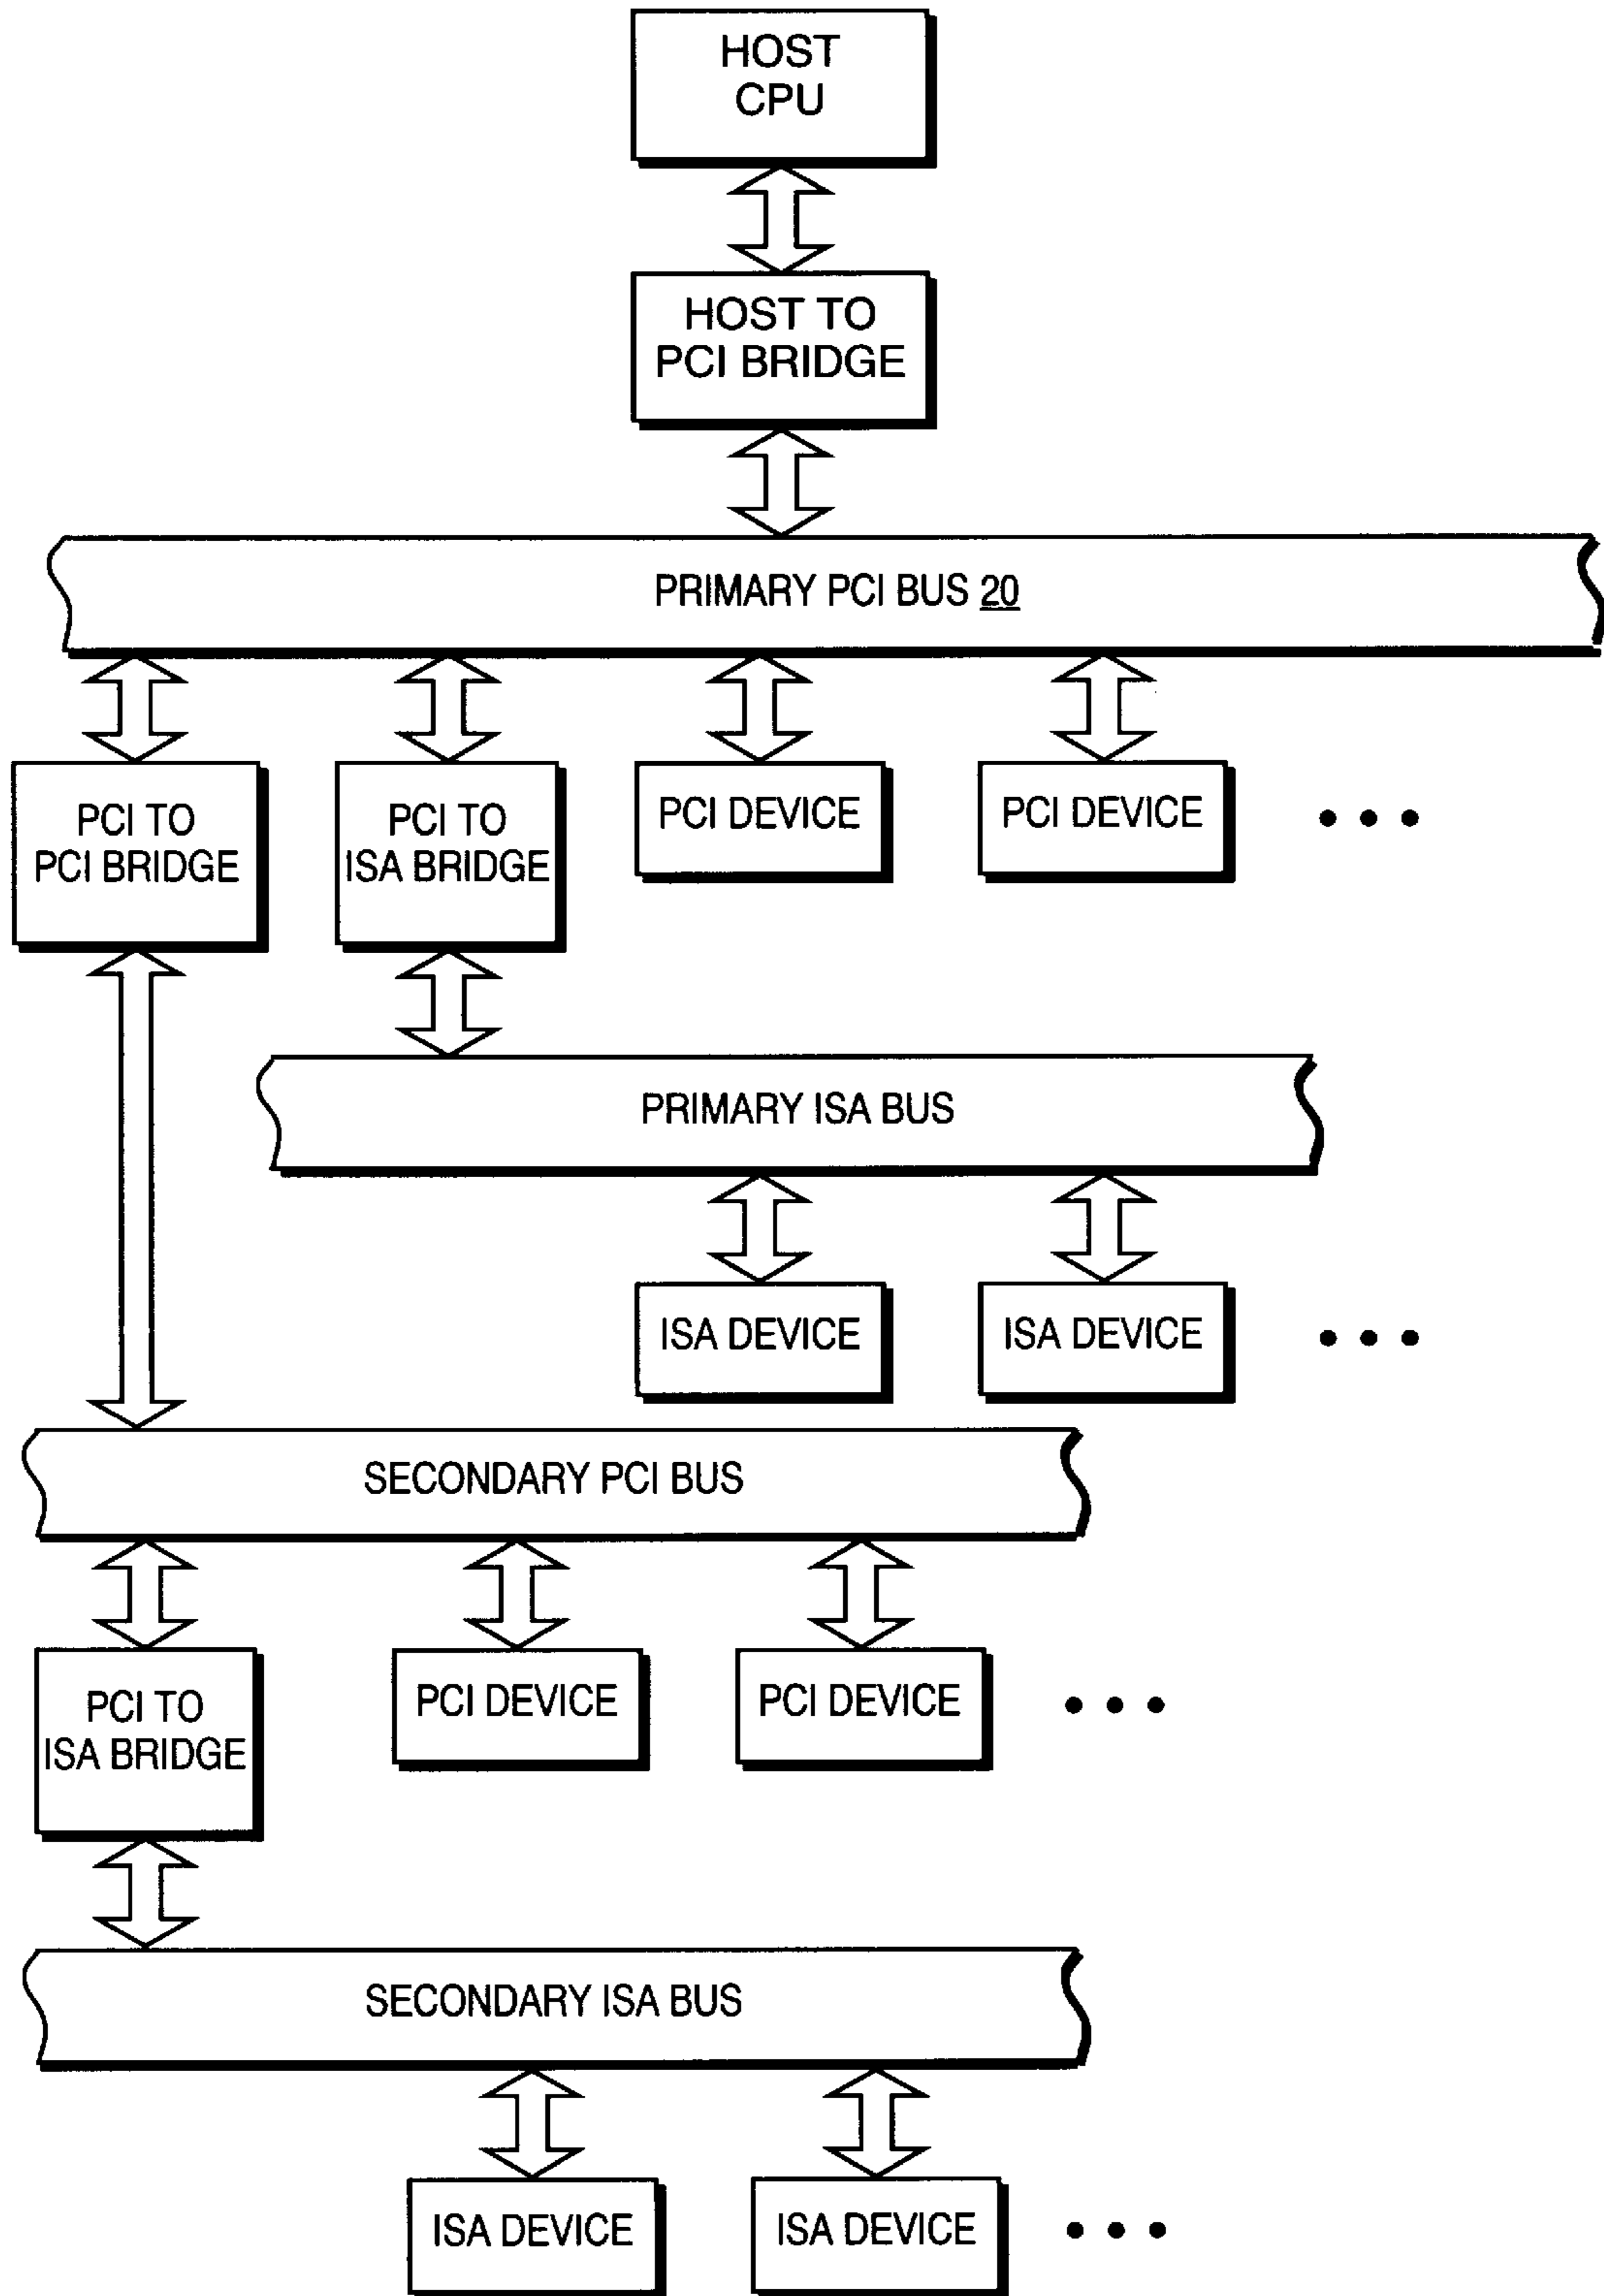 HOST
CPU
HOST TO
PCI BRIDGE
PRIMARY PCI BUS 20
PCI TO
PCI BRIDGE
PCI TO
ISA BRIDGE
PCI DEVICE
PCI DEVICE
PRIMARY ISA BUS
ISA DEVICE
ISA DEVICE
SECONDARY PCI BUS
PCI TO
ISA BRIDGE
PCI DEVICE
PCI DEVICE
SECONDARY ISA BUS
ISA DEVICE
ISA DEVICE